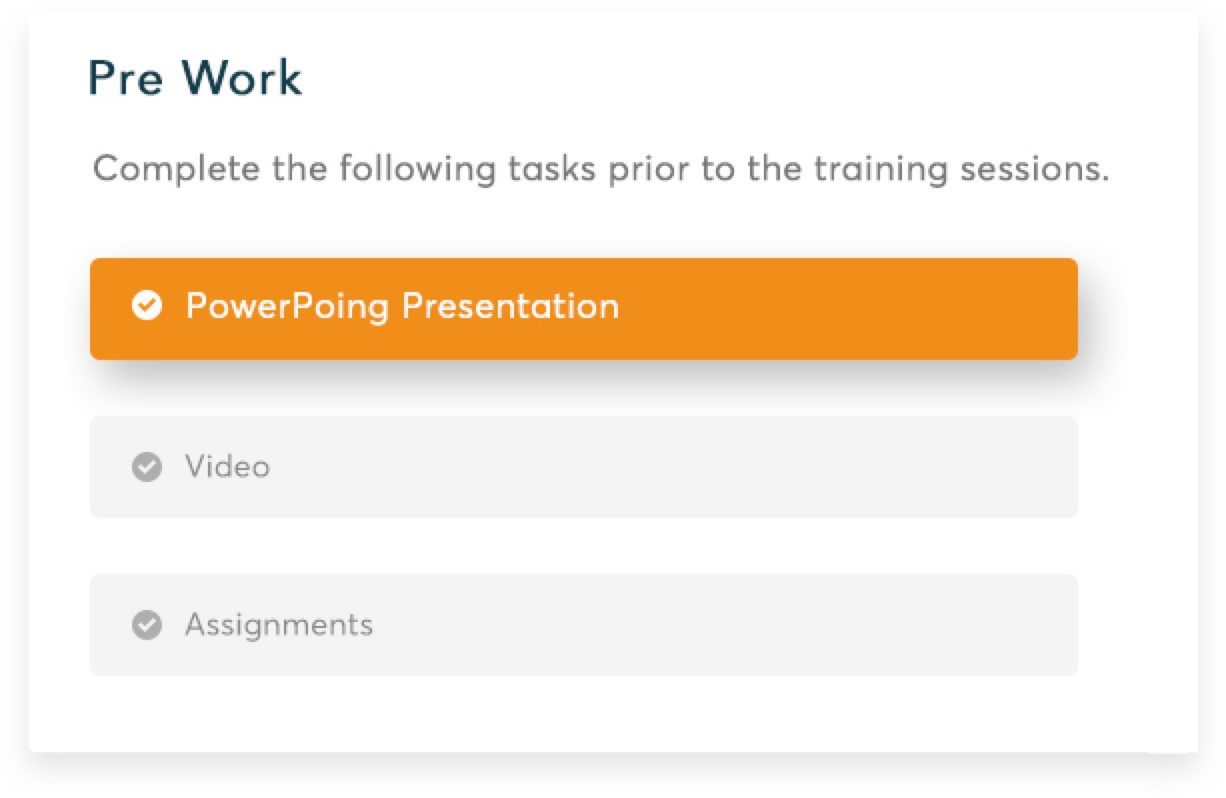 Pre Work
Complete the following tasks prior to the training sessions.
PowerPoing Presentation
Video
Assignments